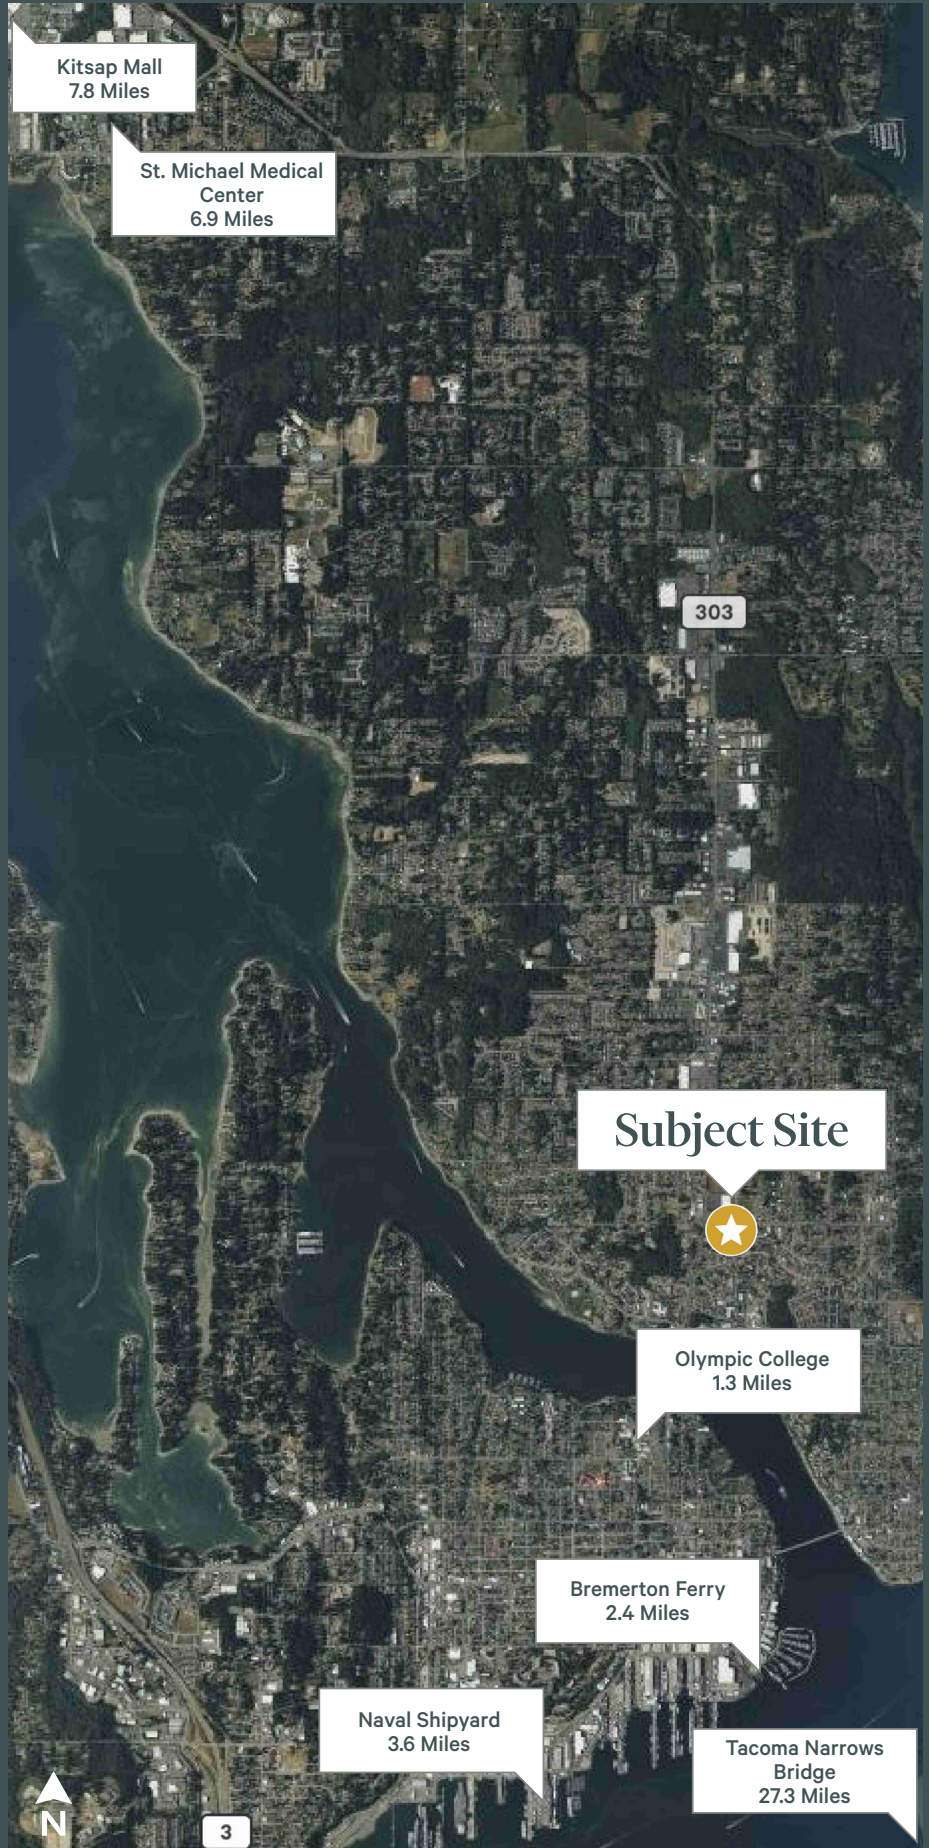 Kitsap Mall
7.8 Miles
St. Michael Medical
Center
6.9 Miles
303
Subject Site
Olympic College
1.3 Miles
Bremerton Ferry
2.4 Miles
Naval Shipyard
3.6 Miles
Tacoma Narrows
Bridge
27.3 Miles
N
3